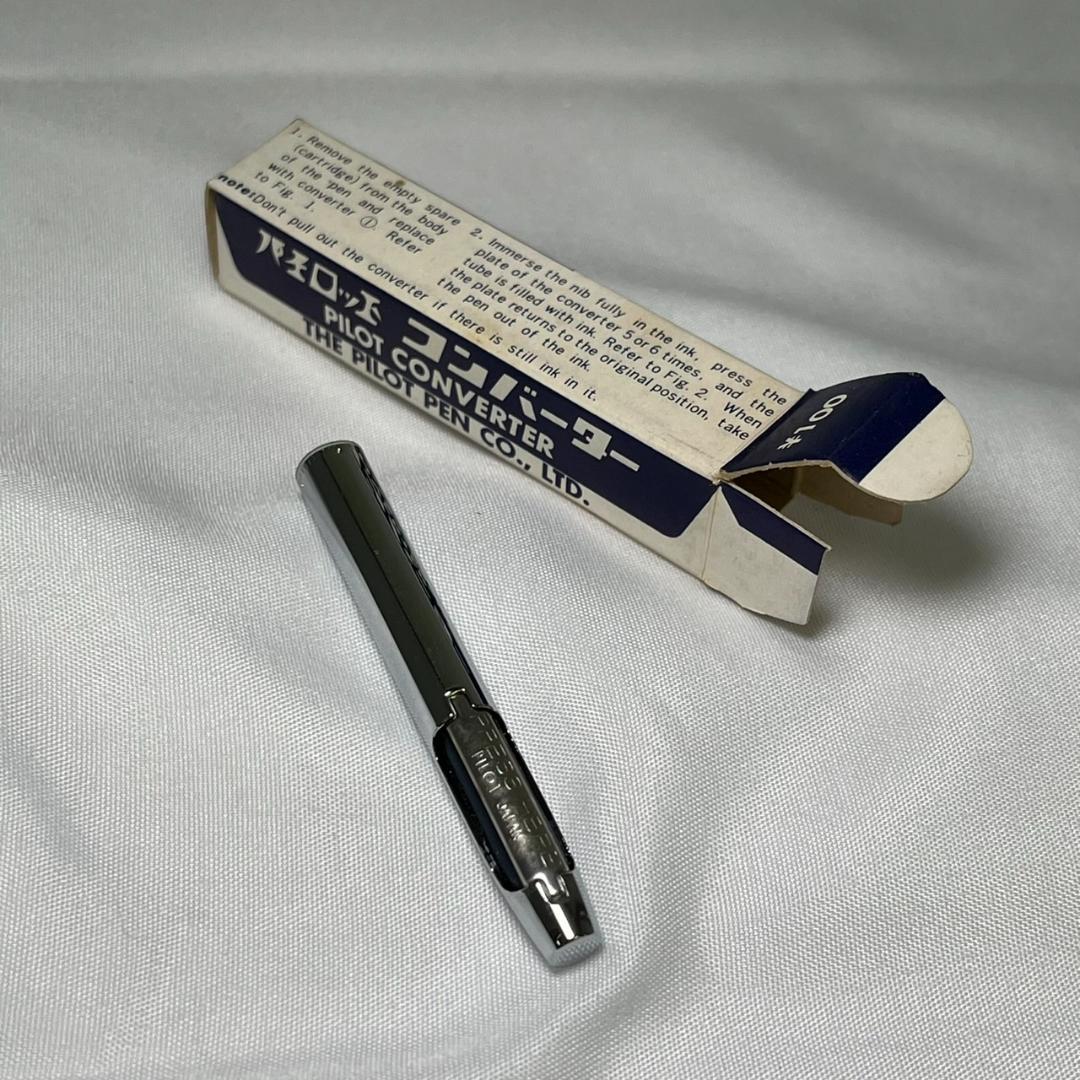 1. Remove the empty spare
(cartridge) from the body
of the pen and replace
with converter ①. Refer
to Fig. 1.
2. Immerse the nib fully in the ink, press the
plate of the converter 5 or 6 times, and the
tube is filled with ink. Refer to Fig. 2. When
the plate returns to the original position, take
the pen out of the ink.
note: Don't pull out the converter if there is still ink in it.
パイロット コンバーター
PILOT CONVERTER
THE PILOT PEN CO., LTD.
¥100
PRESS HERE
PILOT JAPAN